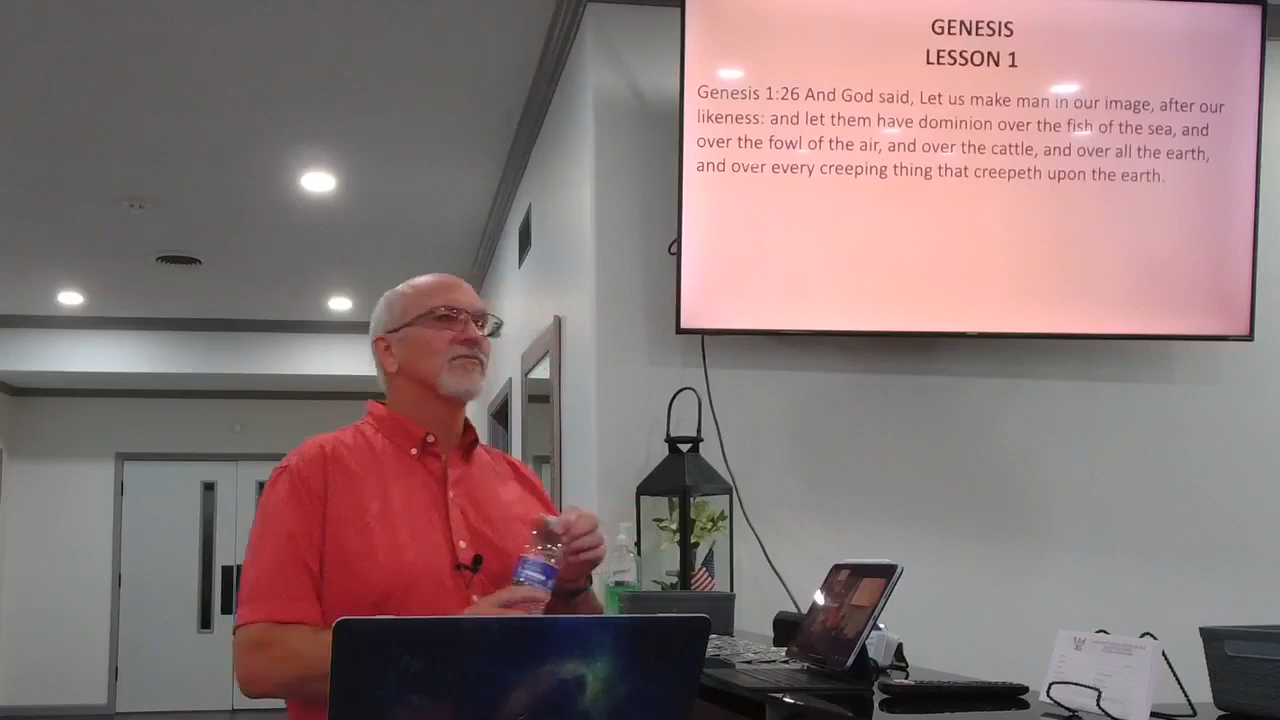 GENESIS
LESSON 1
Genesis 1:26 And God said, Let us make man in our image, after our
likeness: and let them have dominion over the fish of the sea, and
over the fowl of the air, and over the cattle, and over all the earth,
and over every creeping thing that creepeth upon the earth.